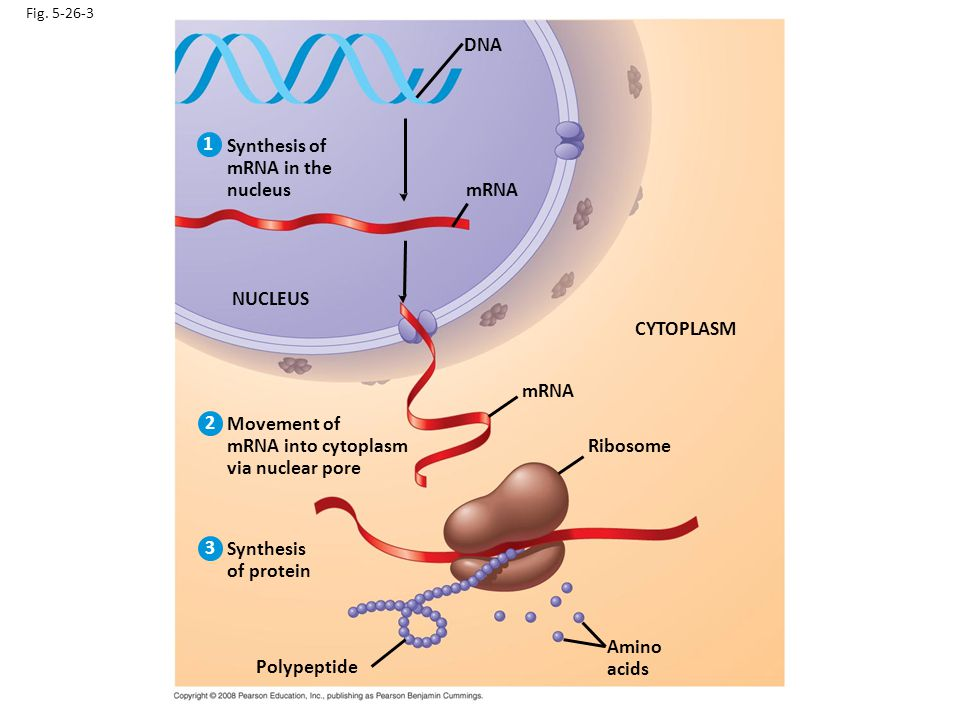 Fig. 5-26-3
DNA
1
Synthesis of
mRNA in the
nucleus
mRNA
NUCLEUS
CYTOPLASM
mRNA
2
Movement of
mRNA into cytoplasm
via nuclear pore
Ribosome
3
Synthesis
of protein
Amino
acids
Polypeptide
Copyright © 2008 Pearson Education, Inc., publishing as Pearson Benjamin Cummings.